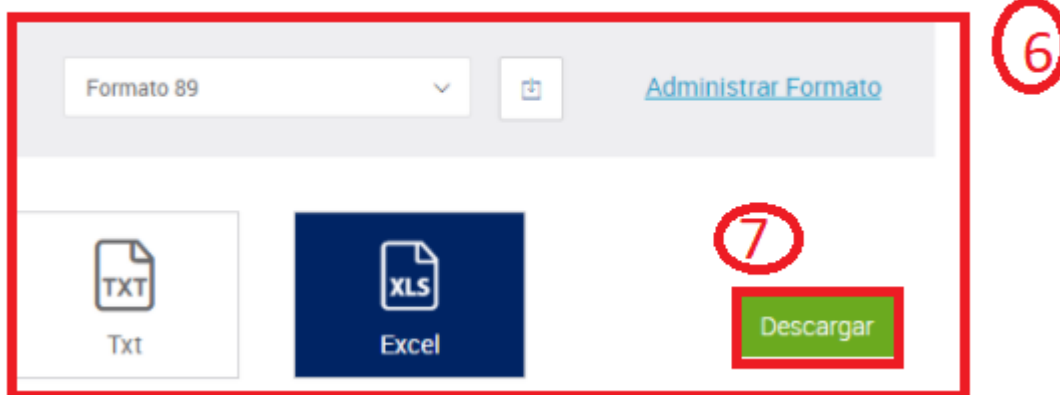 6
Formato 89
Administrar Formato
7
TXT
XLS
Txt
Excel
Descargar